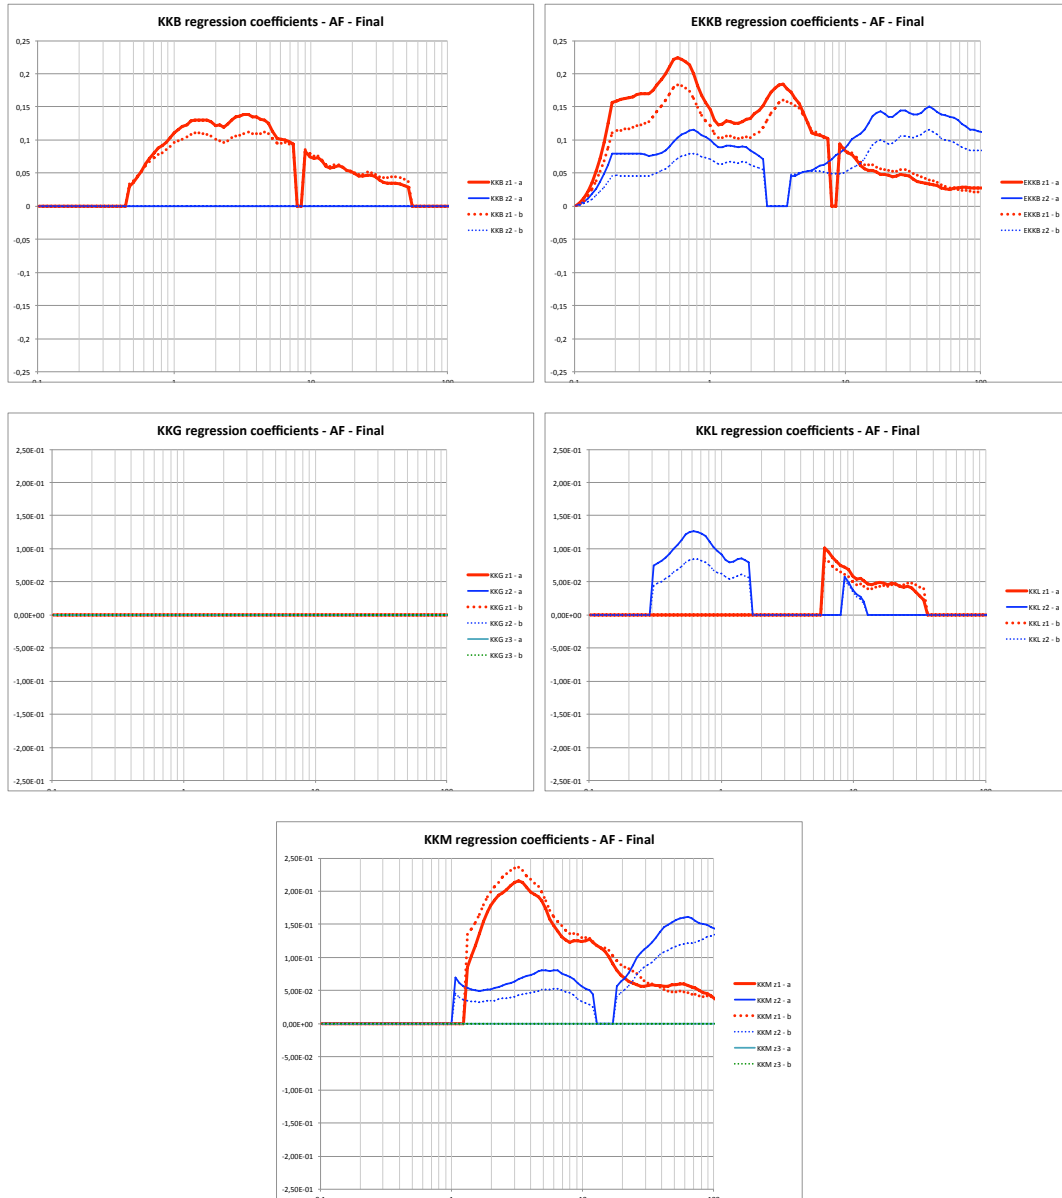 KKB regression coefficients - AF - Final
0,25
0,2
0,15
0,1
0,05
0
-0,05
-0,1
-0,15
-0,2
-0,25
0,1
1
10
100
KKB z1 - a
KKB z2 - a
KKB z1 - b
KKB z2 - b
EKKB regression coefficients - AF - Final
0,25
0,2
0,15
0,1
0,05
0
-0,05
-0,1
-0,15
-0,2
-0,25
0,1
1
10
100
EKKB z1 - a
EKKB z2 - a
EKKB z1 - b
EKKB z2 - b
KKG regression coefficients - AF - Final
2,50E-01
2,00E-01
1,50E-01
1,00E-01
5,00E-02
0,00E+00
-5,00E-02
-1,00E-01
-1,50E-01
-2,00E-01
-2,50E-01
0,1
1
10
100
KKG z1 - a
KKG z2 - a
KKG z1 - b
KKG z2 - b
KKG z3 - a
KKG z3 - b
KKL regression coefficients - AF - Final
2,50E-01
2,00E-01
1,50E-01
1,00E-01
5,00E-02
0,00E+00
-5,00E-02
-1,00E-01
-1,50E-01
-2,00E-01
-2,50E-01
0,1
1
10
100
KKL z1 - a
KKL z2 - a
KKL z1 - b
KKL z2 - b
KKM regression coefficients - AF - Final
2,50E-01
2,00E-01
1,50E-01
1,00E-01
5,00E-02
0,00E+00
-5,00E-02
-1,00E-01
-1,50E-01
-2,00E-01
-2,50E-01
0,1
1
10
100
KKM z1 - a
KKM z2 - a
KKM z1 - b
KKM z2 - b
KKM z3 - a
KKM z3 - b